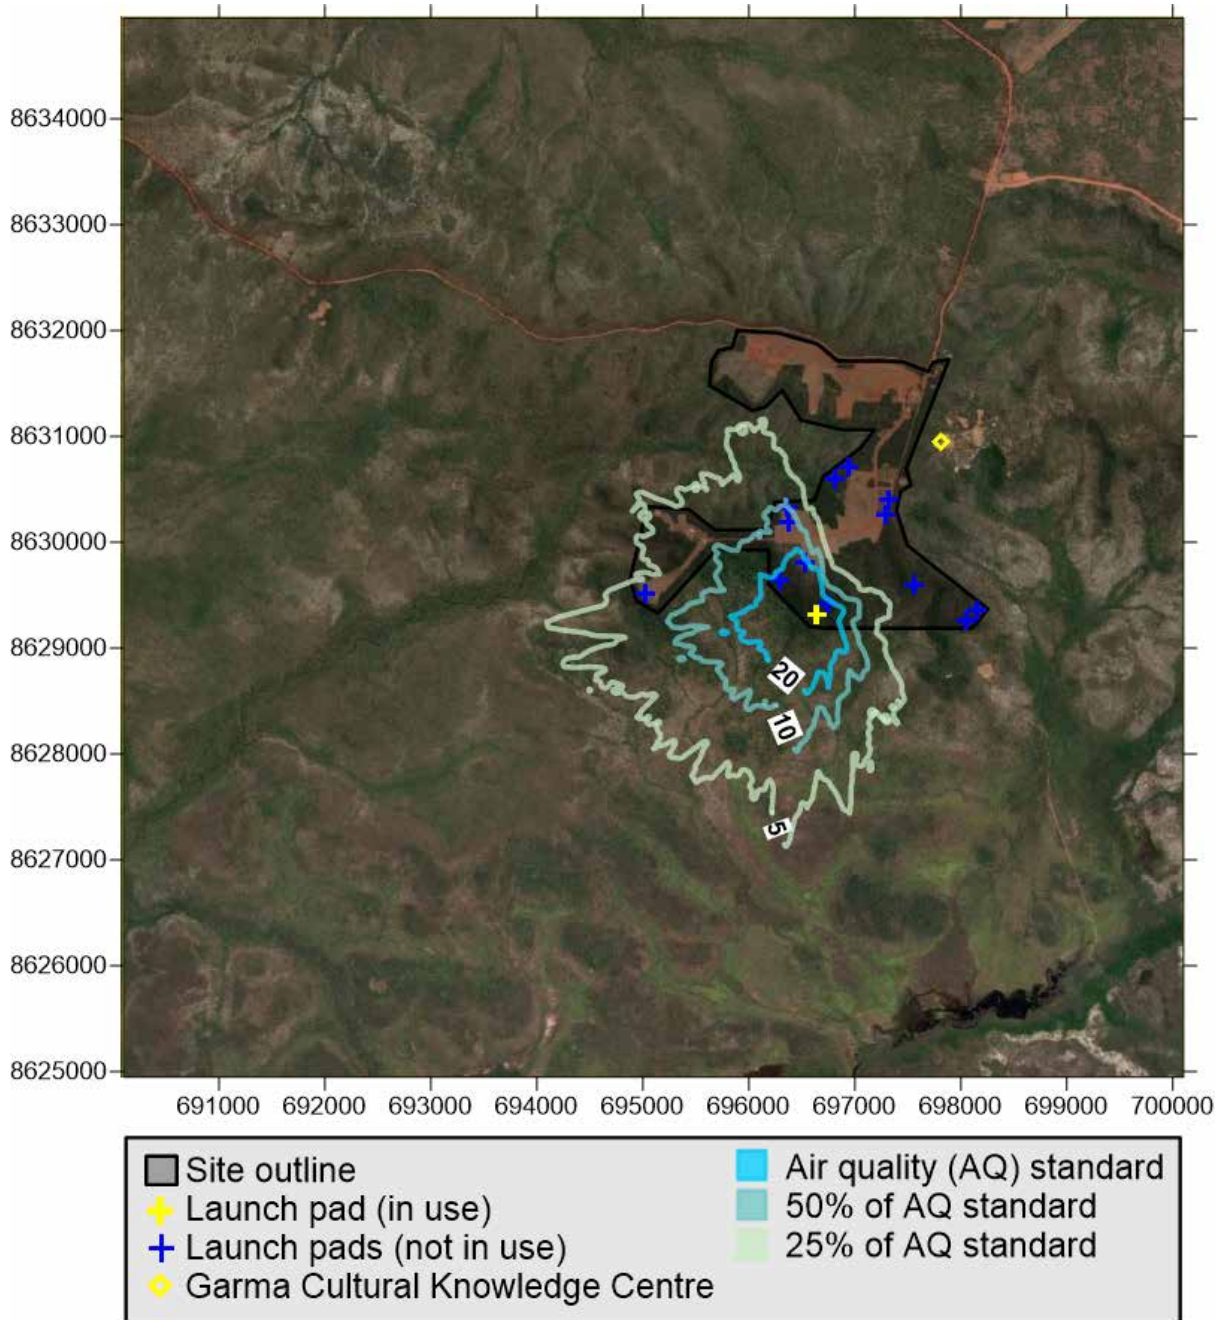 8634000
8633000
8632000
8631000
8630000
8629000
8628000
8627000
8626000
8625000
20
10
5
691000 692000 693000 694000 695000 696000 697000 698000 699000 700000
Site outline
Launch pad (in use)
Launch pads (not in use)
Garma Cultural Knowledge Centre
Air quality (AQ) standard
50% of AQ standard
25% of AQ standard